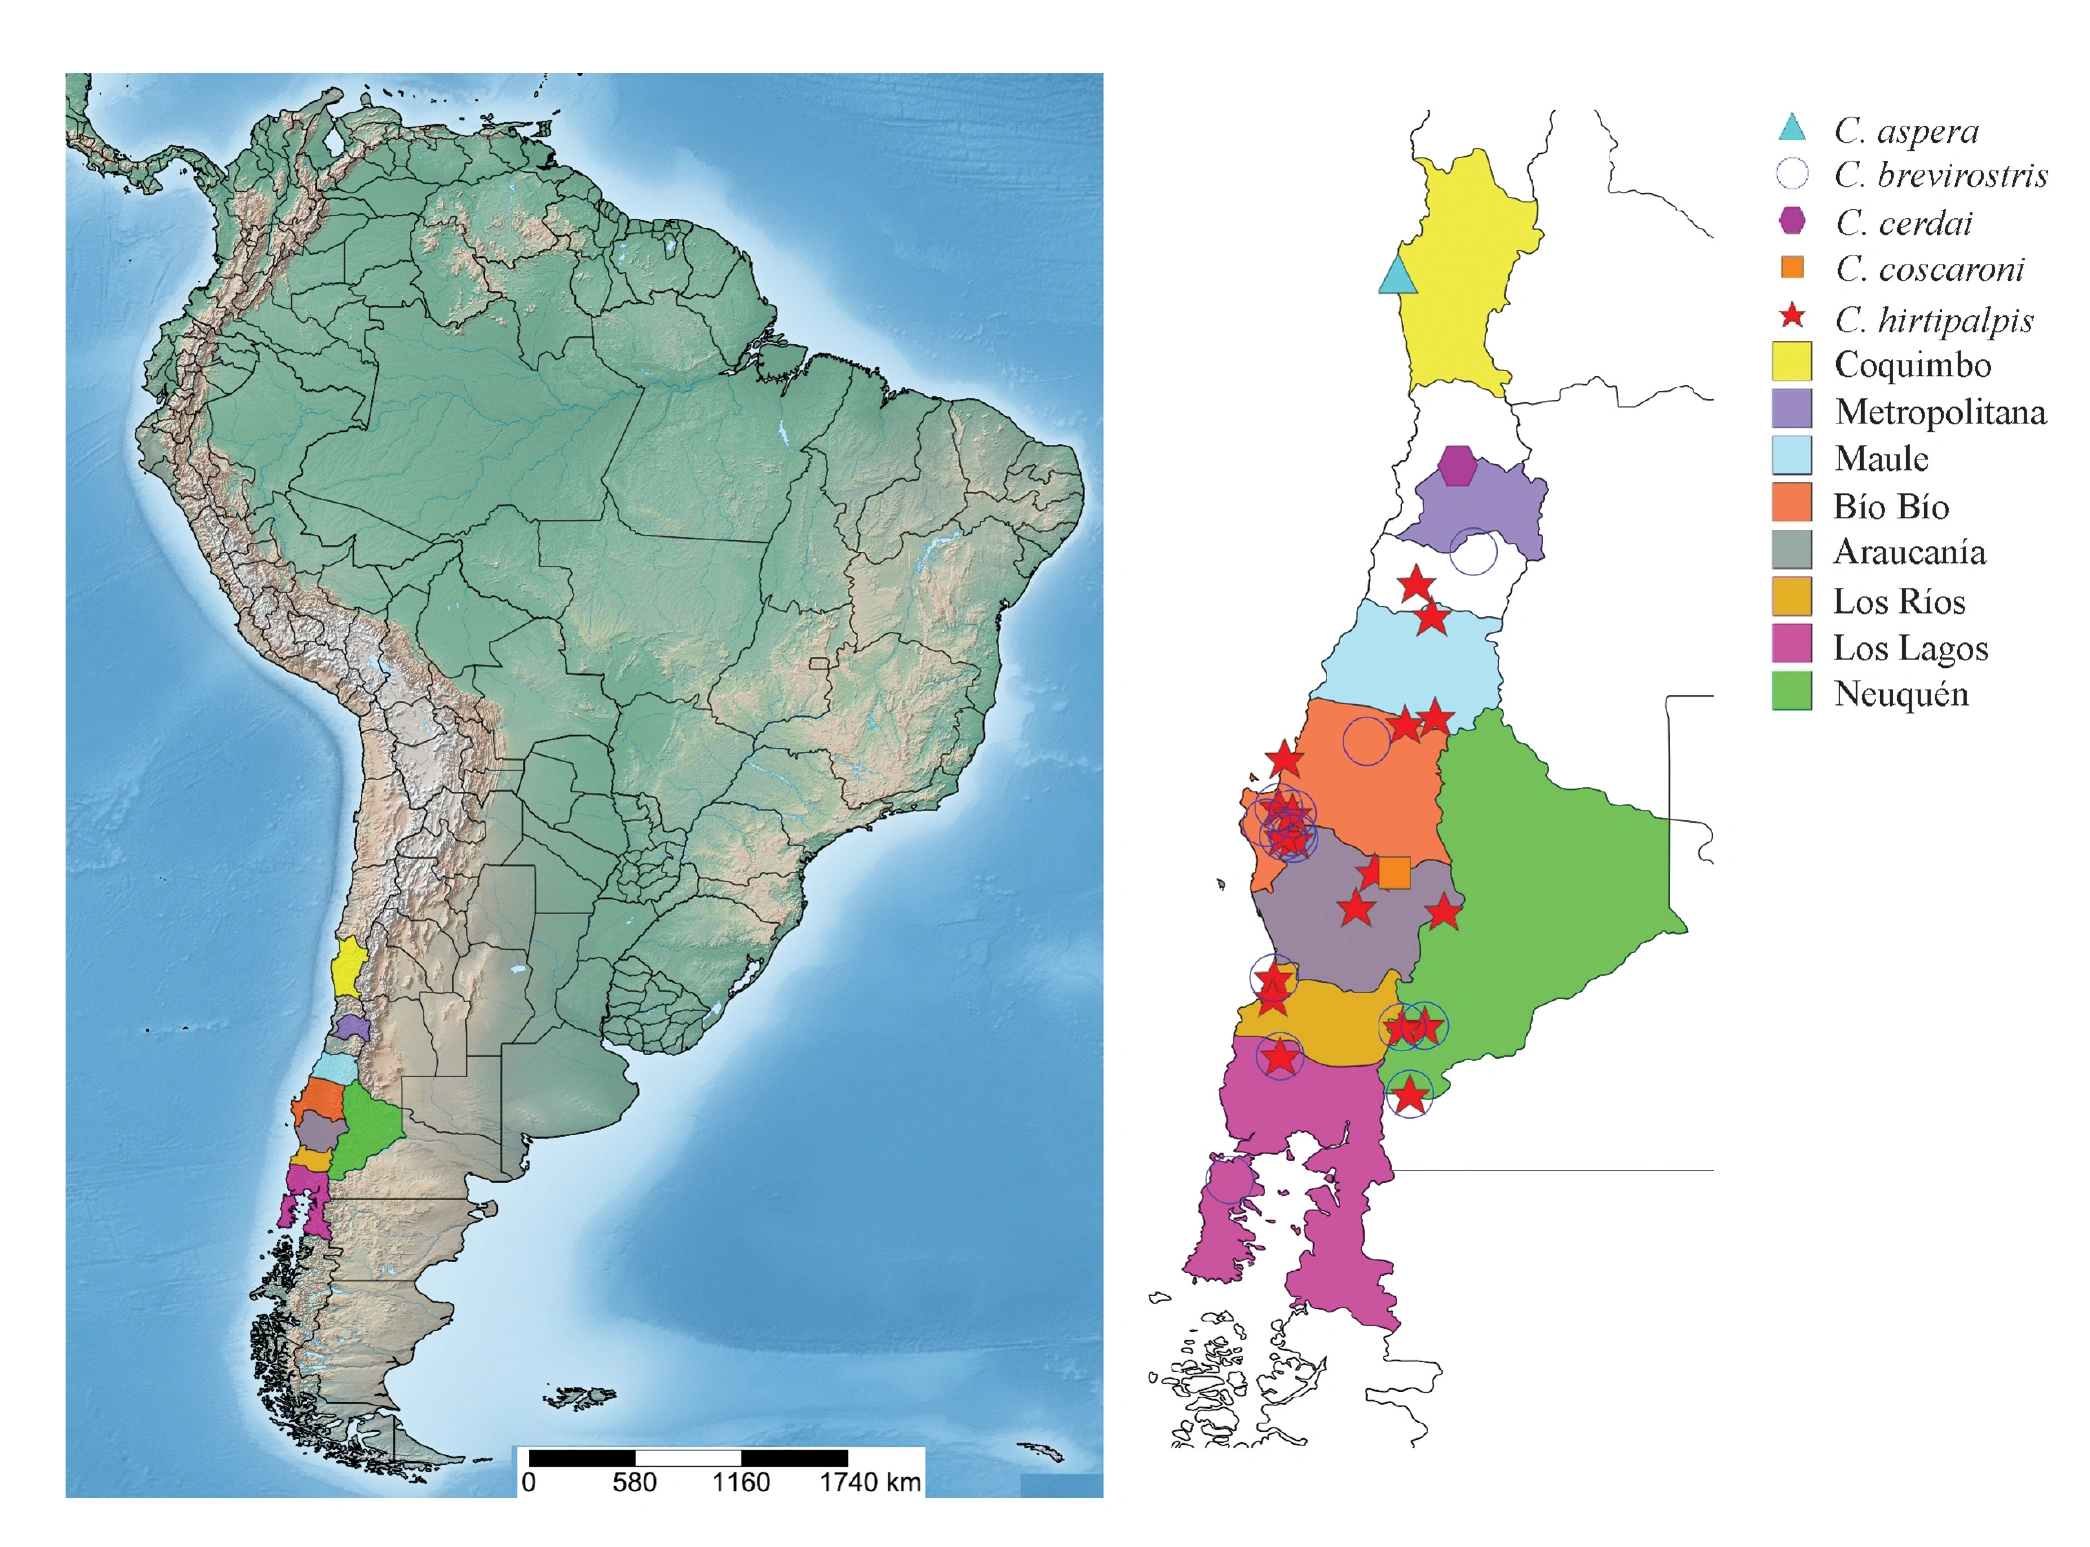 C. aspera
C. brevirostris
C. cerdai
C. coscaroni
C. hirtipalpis
Coquimbo
Metropolitana
Maule
Bío Bío
Araucanía
Los Ríos
Los Lagos
Neuquén
0 580 1160 1740 km